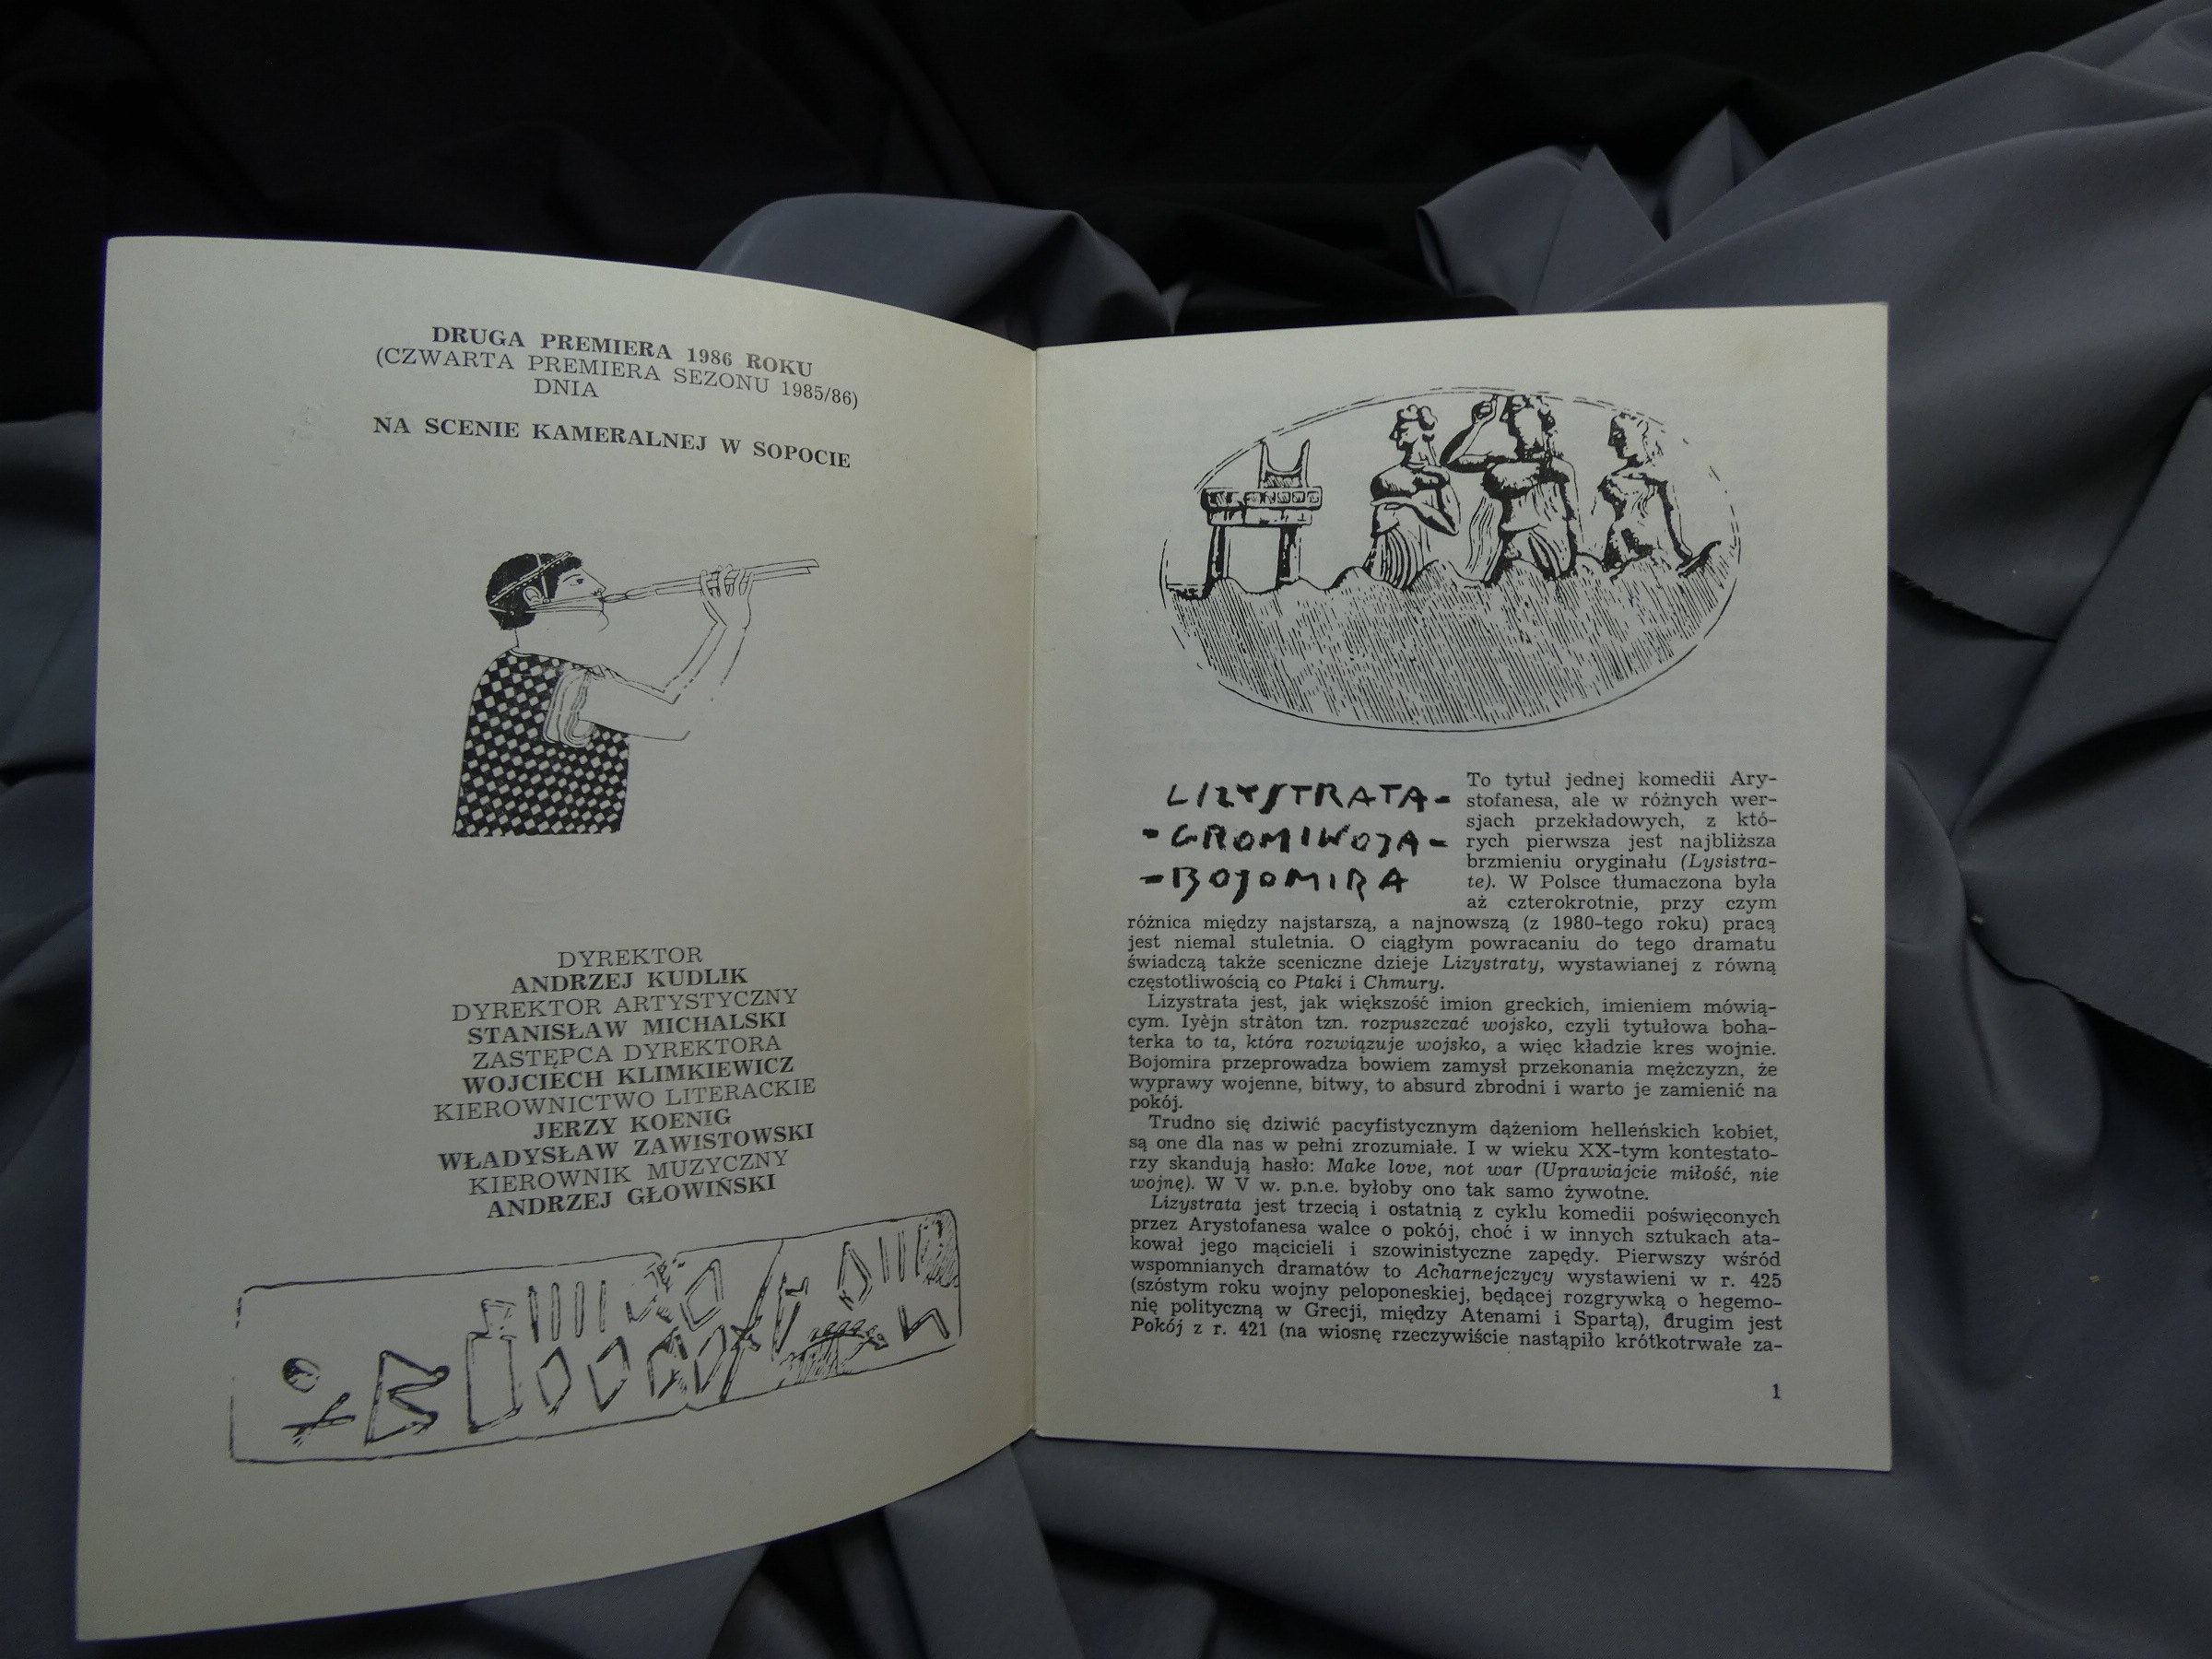 DRUGA PREMIERA 1986 ROKU
(CZWARTA PREMIERA SEZONU 1985/86)
DNIA
NA SCENIE KAMERALNEJ W SOPOCIE
DYREKTOR
ANDRZEJ KUDLIK
DYREKTOR ARTYSTYCZNY
STANISŁAW MICHALSKI
ZASTĘPCA DYREKTORA
WOJCIECH KLIMKIEWICZ
KIEROWNICTWO LITERACKIE
JERZY KOENIG
WŁADYSŁAW ZAWISTOWSKI
KIEROWNIK MUZYCZNY
ANDRZEJ GŁOWIŃSKI
LIZYSTRATA-
-GROMIWOJA-
-BOJOMIRA
To tytuł jednej komedii Ary-
stofanesa, ale w różnych wer-
sjach przekładowych, z któ-
rych pierwsza jest najbliższa
brzmieniu oryginału (Lysistra-
te). W Polsce tłumaczona była
aż czterokrotnie, przy czym
różnica między najstarszą, a najnowszą (z 1980-tego roku) pracą
jest niemal stuletnia. O ciągłym powracaniu do tego dramatu
świadczą także sceniczne dzieje Lizystraty, wystawianej z równą
częstotliwością co Ptaki i Chmury.
Lizystrata jest, jak większość imion greckich, imieniem mówią-
cym. Iyèjn stràton tzn. rozpuszczać wojsko, czyli tytułowa boha-
terka to ta, która rozwiązuje wojsko, a więc kładzie kres wojnie.
Bojomira przeprowadza bowiem zamysł przekonania mężczyzn, że
wyprawy wojenne, bitwy, to absurd zbrodni i warto je zamienić na
pokój.
Trudno się dziwić pacyfistycznym dążeniom helleńskich kobiet,
są one dla nas w pełni zrozumiałe. I w wieku XX-tym kontestato-
rzy skandują hasło: Make love, not war (Uprawiajcie miłość, nie
wojnę). W V w. p.n.e. byłoby ono tak samo żywotne.
Lizystrata jest trzecią i ostatnią z cyklu komedii poświęconych
przez Arystofanesa walce o pokój, choć i w innych sztukach ata-
kował jego mącicieli i szowinistyczne zapędy. Pierwszy wśród
wspomnianych dramatów to Acharnejczycy wystawieni w r. 425
(szóstym roku wojny peloponeskiej, będącej rozgrywką o hegemo-
nię polityczną w Grecji, między Atenami i Spartą), drugim jest
Pokój z r. 421 (na wiosnę rzeczywiście nastąpiło krótkotrwałe za-
1